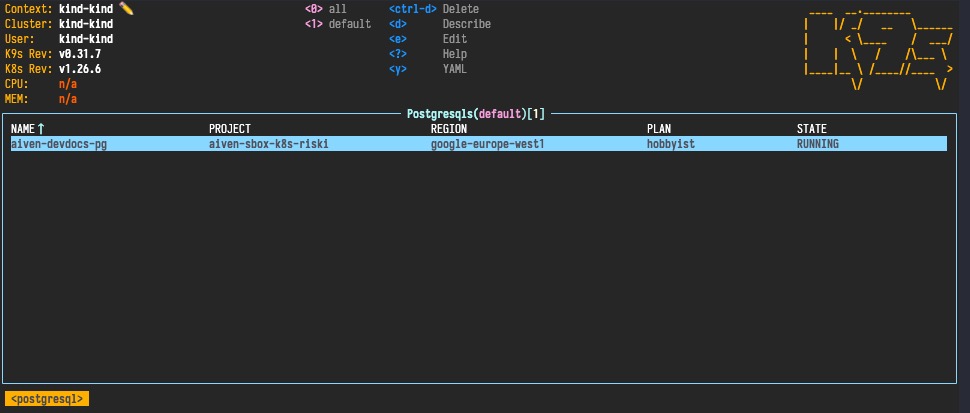 Context: kind-kind ✏️ <0> all <ctrl-d> Delete
Cluster: kind-kind <1> default <d> Describe
User: kind-kind <e> Edit
K9s Rev: v0.31.7 <?> Help
K8s Rev: v1.26.6 <y> YAML
CPU: n/a
MEM: n/a
Postgresqls(default)[1]
NAME↑ PROJECT REGION PLAN STATE
aiven-devdocs-pg aiven-sbox-k8s-riski google-europe-west1 hobbyist RUNNING
<postgresql>